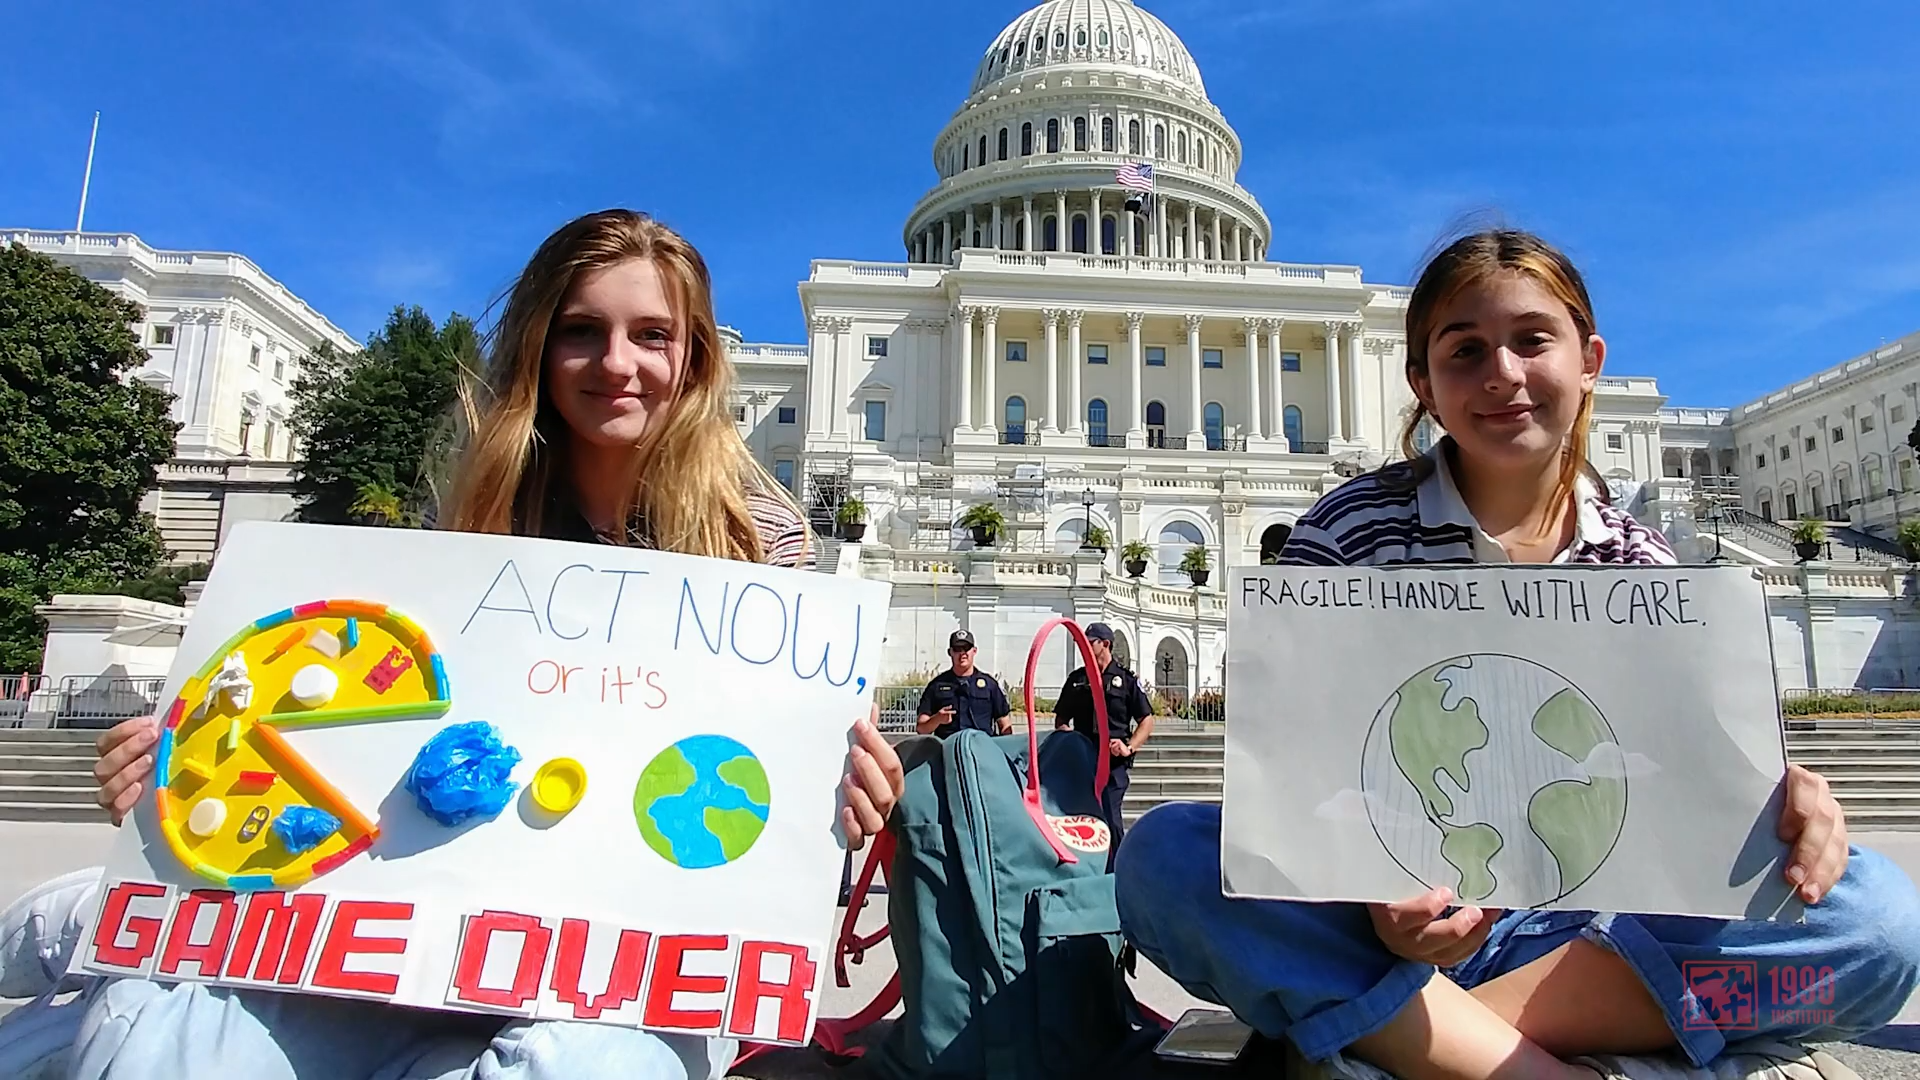 ACT NOW,
or it's
GAME OVER
FRAGILE! HANDLE WITH CARE.
1990
INSTITUTE